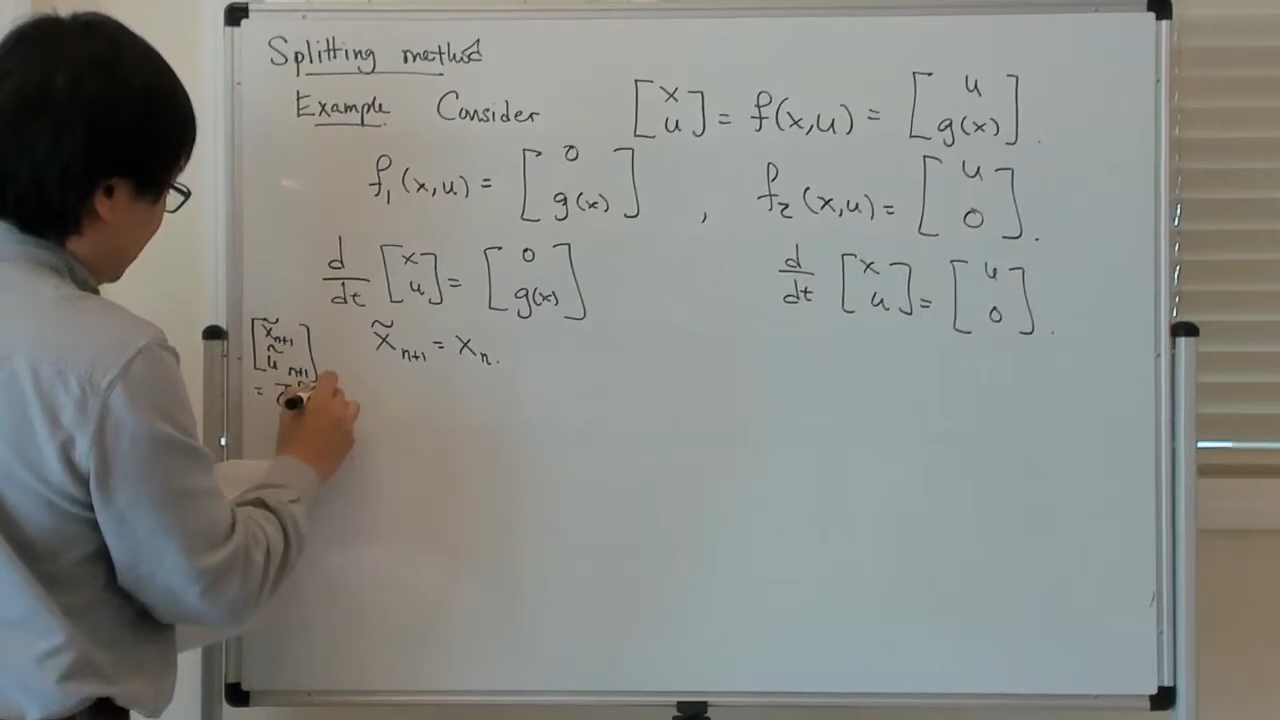 Splitting method
Example Consider [x u] = f(x,u) = [u g(x)].
f₁(x,u) = [0 g(x)] , f₂(x,u) = [u 0].
d/dt [x u] = [0 g(x)] d/dt [x u] = [u 0].
[x̃ₙ₊₁ ũₙ₊₁] x̃ₙ₊₁ = xₙ.
=